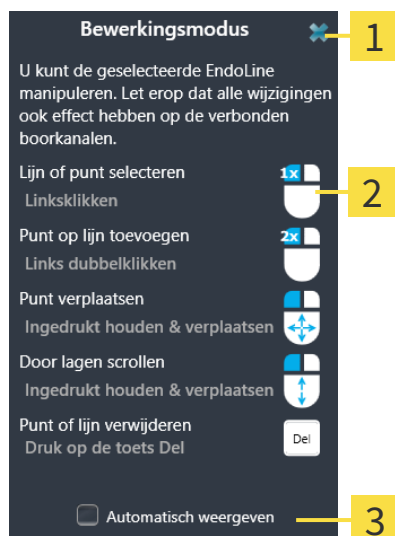 Bewerkingsmodus
1
U kunt de geselecteerde EndoLine
manipuleren. Let erop dat alle wijzigingen
ook effect hebben op de verbonden
boorkanalen.
Lijn of punt selecteren
1x
Linksklikken
2
Punt op lijn toevoegen
2x
Links dubbelklikken
Punt verplaatsen
Ingedrukt houden & verplaatsen
Door lagen scrollen
Ingedrukt houden & verplaatsen
Punt of lijn verwijderen
Druk op de toets Del
Del
Automatisch weergeven
3